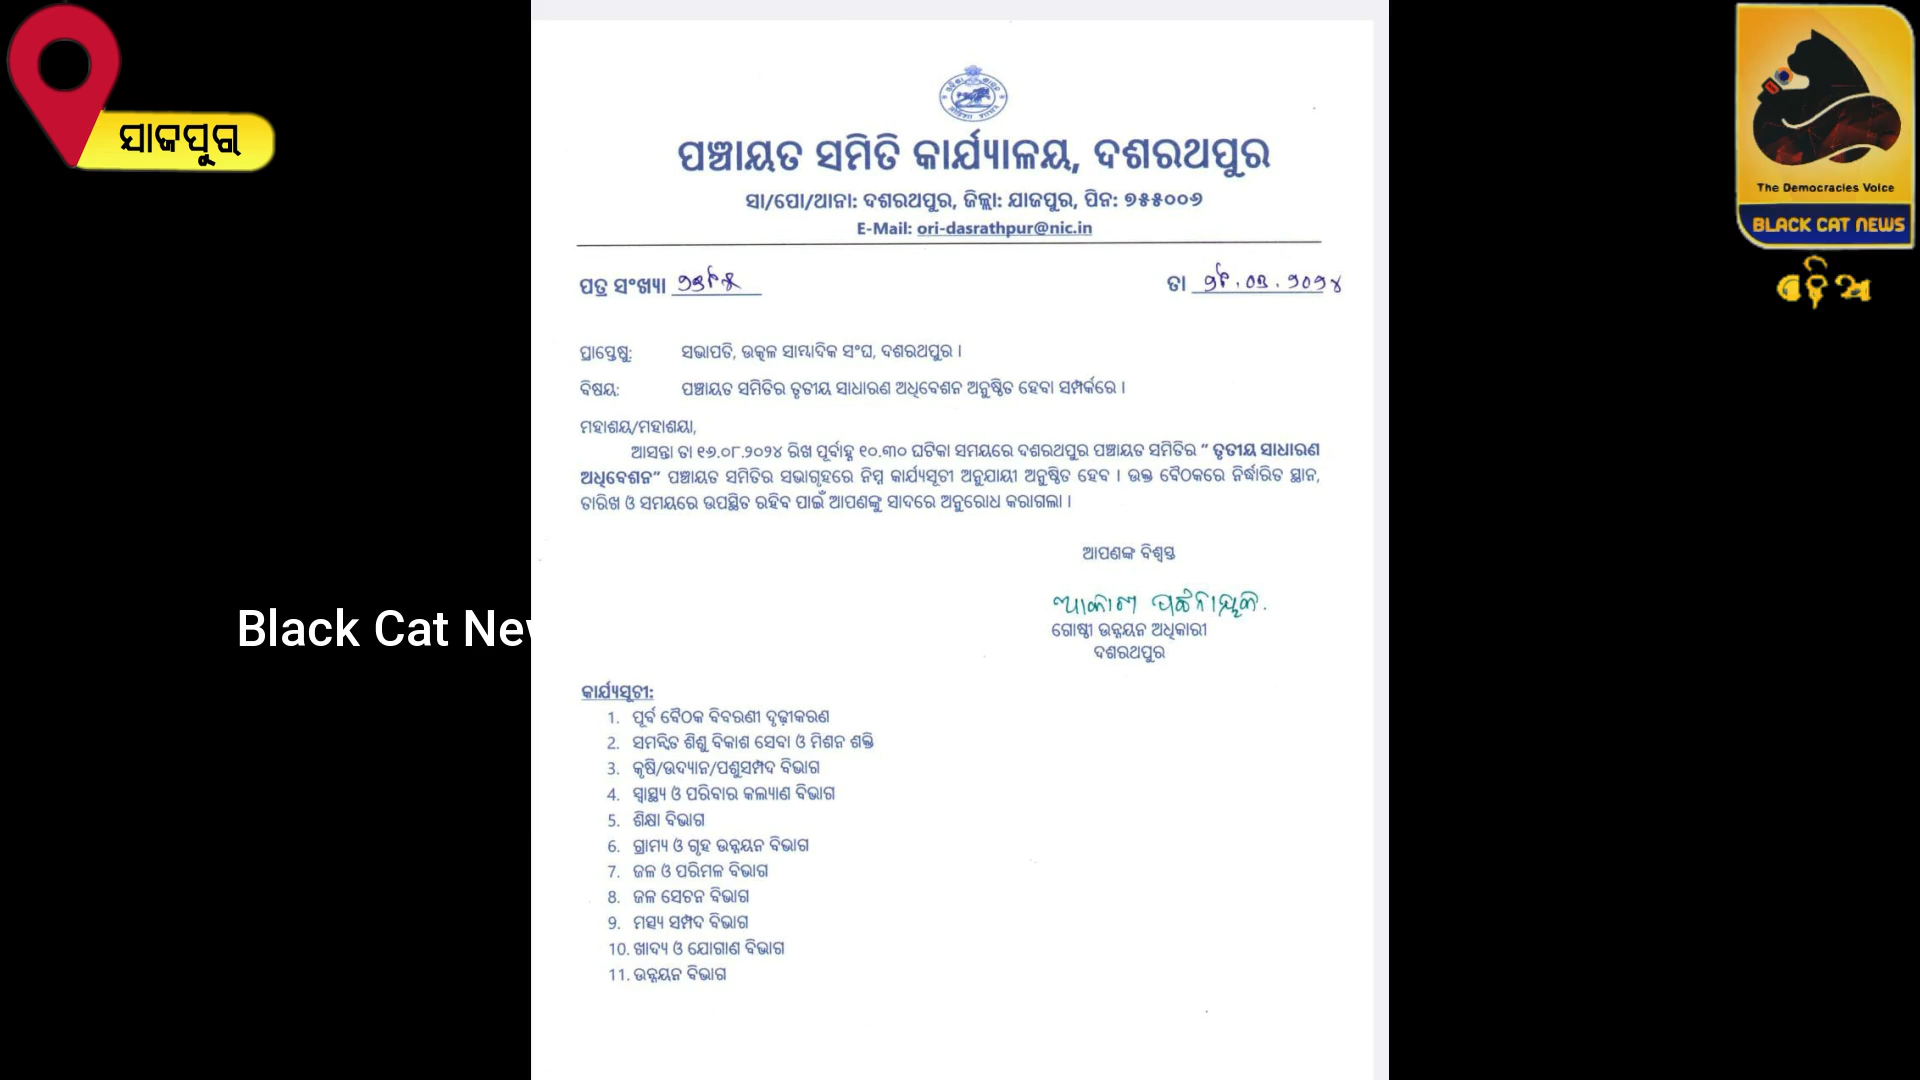 ଯାଜପୁର
The Democracies Voice
BLACK CAT NEWS
ଓଡ଼ିଆ
Black Cat Nev
ପଞ୍ଚାୟତ ସମିତି କାର୍ଯ୍ୟାଳୟ, ଦଶରଥପୁର
ସା/ପୋ/ଥାନା: ଦଶରଥପୁର, ଜିଲ୍ଲା: ଯାଜପୁର, ପିନ: ୭୫୫୦୦୬
E-Mail: ori-dasrathpur@nic.in
ପତ୍ର ସଂଖ୍ୟା
ତା
ପ୍ରାପ୍ତେଷୁ: ସଭାପତି, ଉତ୍କଳ ସାମ୍ବାଦିକ ସଂଘ, ଦଶରଥପୁର ।
ବିଷୟ: ପଞ୍ଚାୟତ ସମିତିର ତୃତୀୟ ସାଧାରଣ ଅଧିବେଶନ ଅନୁଷ୍ଠିତ ହେବା ସମ୍ପର୍କରେ ।
ମହାଶୟ/ମହାଶୟା,
ଆସନ୍ତା ତା ୧୬.୦୮.୨୦୨୪ ରିଖ ପୂର୍ବାହ୍ନ ୧୦.୩୦ ଘଟିକା ସମୟରେ ଦଶରଥପୁର ପଞ୍ଚାୟତ ସମିତିର “ ତୃତୀୟ ସାଧାରଣ
ଅଧିବେଶନ” ପଞ୍ଚାୟତ ସମିତିର ସଭାଗୃହରେ ନିମ୍ନ କାର୍ଯ୍ୟସୂଚୀ ଅନୁଯାୟୀ ଅନୁଷ୍ଠିତ ହେବ । ଉକ୍ତ ବୈଠକରେ ନିର୍ଦ୍ଧାରିତ ସ୍ଥାନ,
ତାରିଖ ଓ ସମୟରେ ଉପସ୍ଥିତ ରହିବ ପାଇଁ ଆପଣଙ୍କୁ ସାଦରେ ଅନୁରୋଧ କରାଗଲା ।
ଆପଣଙ୍କ ବିଶ୍ୱସ୍ତ
ଗୋଷ୍ଠୀ ଉନ୍ନୟନ ଅଧିକାରୀ
ଦଶରଥପୁର
କାର୍ଯ୍ୟସୂଚୀ:
1. ପୂର୍ବ ବୈଠକ ବିବରଣୀ ଦୃଢ଼ୀକରଣ
2. ସମନ୍ୱିତ ଶିଶୁ ବିକାଶ ସେବା ଓ ମିଶନ ଶକ୍ତି
3. କୃଷି/ଉଦ୍ୟାନ/ପଶୁସମ୍ପଦ ବିଭାଗ
4. ସ୍ୱାସ୍ଥ୍ୟ ଓ ପରିବାର କଲ୍ୟାଣ ବିଭାଗ
5. ଶିକ୍ଷା ବିଭାଗ
6. ଗ୍ରାମ୍ୟ ଓ ଗୃହ ଉନ୍ନୟନ ବିଭାଗ
7. ଜଳ ଓ ପରିମଳ ବିଭାଗ
8. ଜଳ ସେଚନ ବିଭାଗ
9. ମତ୍ସ୍ୟ ସମ୍ପଦ ବିଭାଗ
10. ଖାଦ୍ୟ ଓ ଯୋଗାଣ ବିଭାଗ
11. ଉନ୍ନୟନ ବିଭାଗ